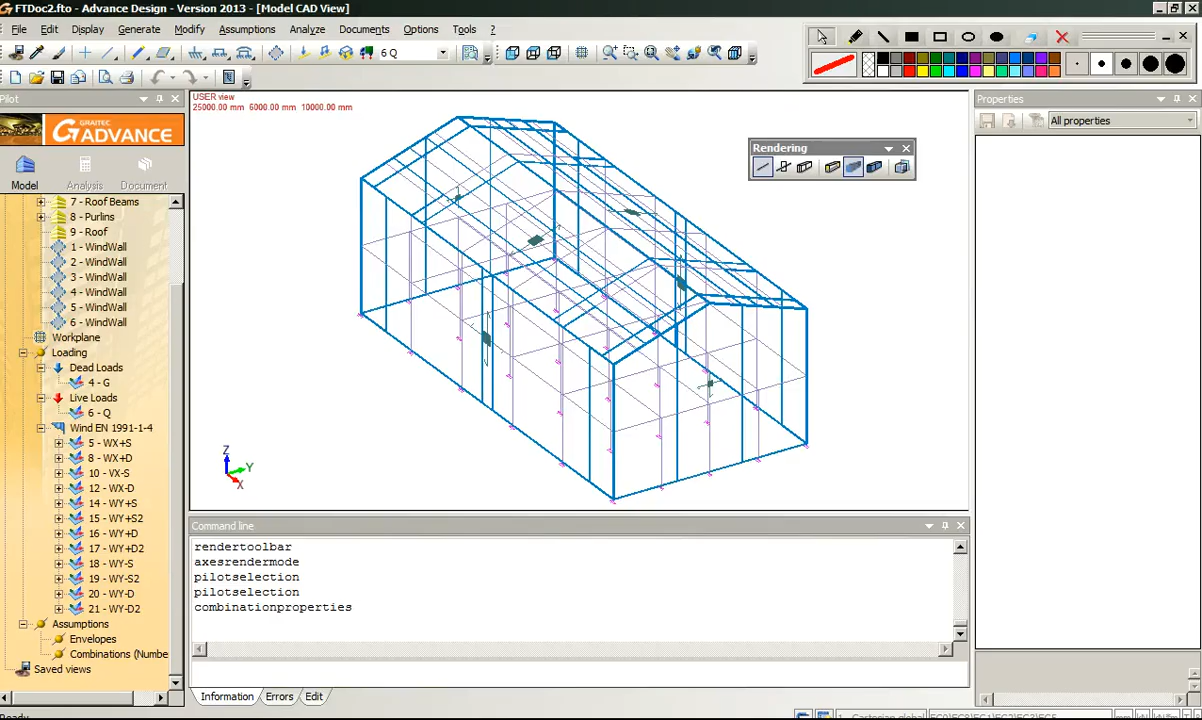 FTDoc2.fto - Advance Design - Version 2013 - [Model CAD View]
File Edit Display Generate Modify Assumptions Analyze Documents Options Tools ?
6 Q
Pilot
GRAITEC
ADVANCE
Model Analysis Document
7 - Roof Beams
8 - Purlins
9 - Roof
1 - WindWall
2 - WindWall
3 - WindWall
4 - WindWall
5 - WindWall
6 - WindWall
Workplane
Loading
Dead Loads
4 - G
Live Loads
6 - Q
Wind EN 1991-1-4
5 - WX+S
8 - WX+D
10 - VX-S
12 - WX-D
14 - WY+S
15 - WY+S2
16 - WY+D
17 - WY+D2
18 - WY-S
19 - WY-S2
20 - WY-D
21 - WY-D2
Assumptions
Envelopes
Combinations (Numbe
Saved views
USER view
25000.00 mm 6000.00 mm 10000.00 mm
Rendering
Z
Y
X
Command line
rendertoolbar
axesrendermode
pilotselection
pilotselection
combinationproperties
Information Errors Edit
Properties
All properties